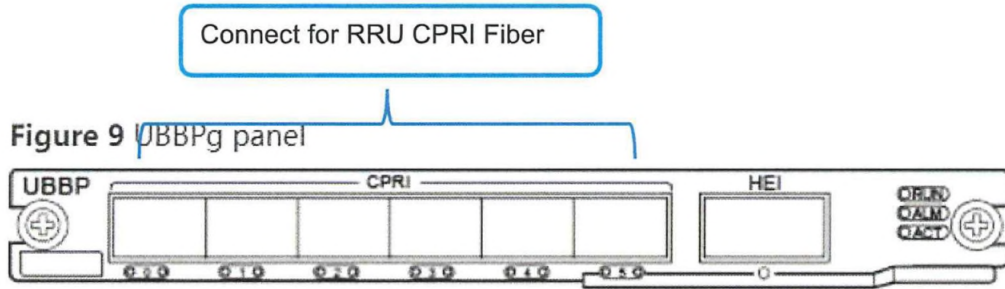 Connect for RRU CPRI Fiber
Figure 9 UBBPg panel
UBBP
CPRI
HEI
RUN
ALM
ACT
0 1 2 3 4 5